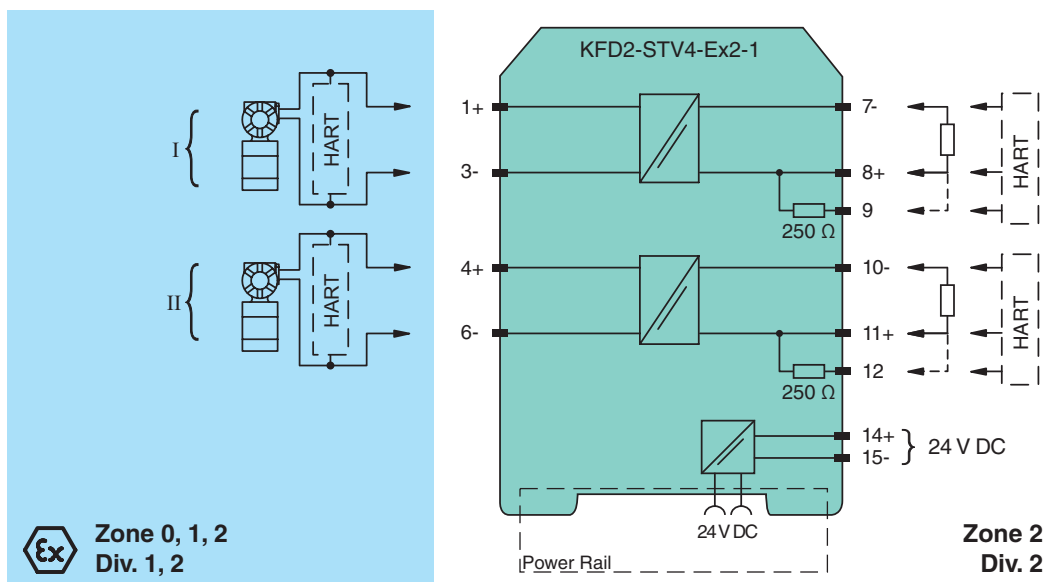 KFD2-STV4-Ex2-1
I
HART
1+
3-
7-
8+
9
250 Ω
HART
II
HART
4+
6-
10-
11+
12
250 Ω
HART
14+
15-
24 V DC
24 V DC
Power Rail
Ex
Zone 0, 1, 2
Div. 1, 2
Zone 2
Div. 2